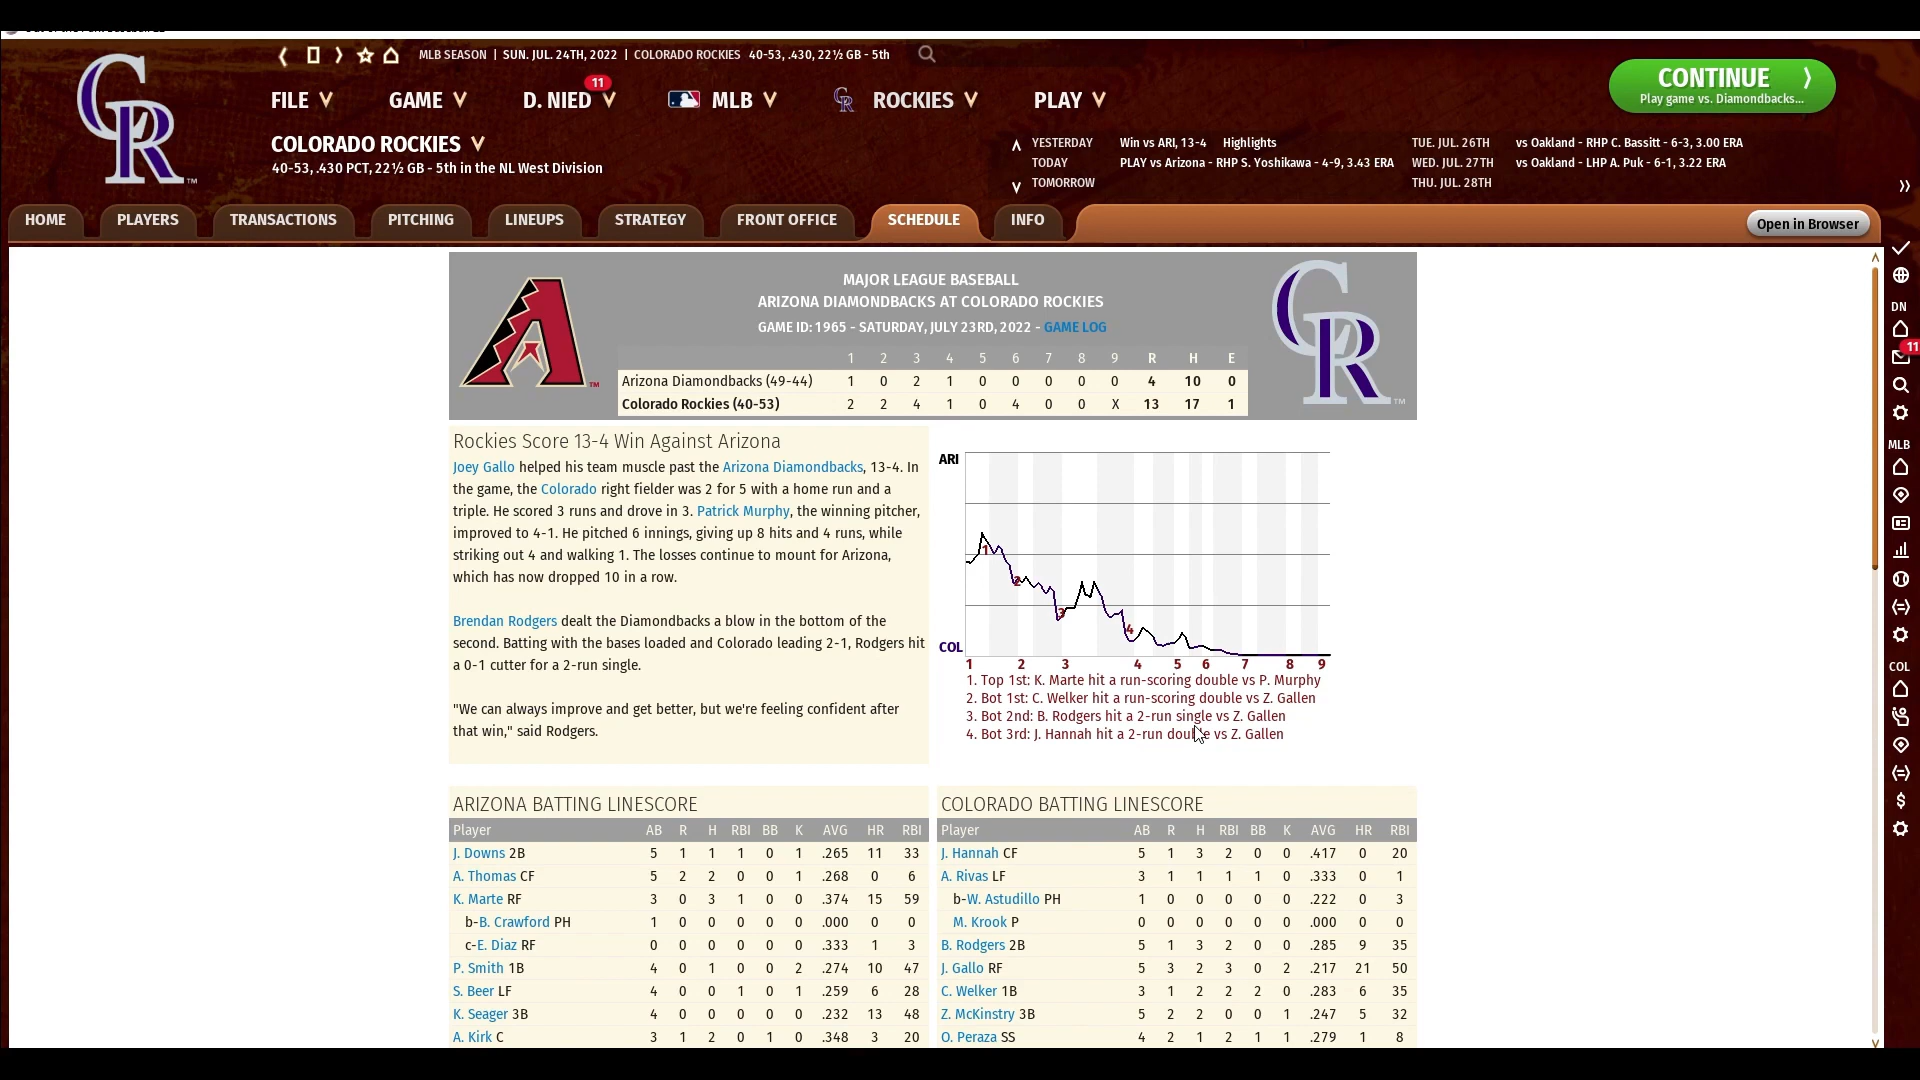 MLB SEASON | SUN. JUL. 24TH, 2022 | COLORADO ROCKIES 40-53, .430, 22½ GB - 5th
FILE GAME D. NIED 11 MLB ROCKIES PLAY
CONTINUE
Play game vs. Diamondbacks...
COLORADO ROCKIES
40-53, .430 PCT, 22½ GB - 5th in the NL West Division
YESTERDAY Win vs ARI, 13-4 Highlights TUE. JUL. 26TH vs Oakland - RHP C. Bassitt - 6-3, 3.00 ERA
TODAY PLAY vs Arizona - RHP S. Yoshikawa - 4-9, 3.43 ERA WED. JUL. 27TH vs Oakland - LHP A. Puk - 6-1, 3.22 ERA
TOMORROW THU. JUL. 28TH
HOME PLAYERS TRANSACTIONS PITCHING LINEUPS STRATEGY FRONT OFFICE SCHEDULE INFO Open in Browser
MAJOR LEAGUE BASEBALL
ARIZONA DIAMONDBACKS AT COLORADO ROCKIES
GAME ID: 1965 - SATURDAY, JULY 23RD, 2022 - GAME LOG
1 2 3 4 5 6 7 8 9 R H E
Arizona Diamondbacks (49-44) 1 0 2 1 0 0 0 0 0 4 10 0
Colorado Rockies (40-53) 2 2 4 1 0 4 0 0 X 13 17 1
Rockies Score 13-4 Win Against Arizona
Joey Gallo helped his team muscle past the Arizona Diamondbacks, 13-4. In
the game, the Colorado right fielder was 2 for 5 with a home run and a
triple. He scored 3 runs and drove in 3. Patrick Murphy, the winning pitcher,
improved to 4-1. He pitched 6 innings, giving up 8 hits and 4 runs, while
striking out 4 and walking 1. The losses continue to mount for Arizona,
which has now dropped 10 in a row.
Brendan Rodgers dealt the Diamondbacks a blow in the bottom of the
second. Batting with the bases loaded and Colorado leading 2-1, Rodgers hit
a 0-1 cutter for a 2-run single.
"We can always improve and get better, but we're feeling confident after
that win," said Rodgers.
ARI
1
2
3
4
COL
1 2 3 4 5 6 7 8 9
1. Top 1st: K. Marte hit a run-scoring double vs P. Murphy
2. Bot 1st: C. Welker hit a run-scoring double vs Z. Gallen
3. Bot 2nd: B. Rodgers hit a 2-run single vs Z. Gallen
4. Bot 3rd: J. Hannah hit a 2-run double vs Z. Gallen
ARIZONA BATTING LINESCORE
Player AB R H RBI BB K AVG HR RBI
J. Downs 2B 5 1 1 1 0 1 .265 11 33
A. Thomas CF 5 2 2 0 0 1 .268 0 6
K. Marte RF 3 0 3 1 0 0 .374 15 59
b-B. Crawford PH 1 0 0 0 0 0 .000 0 0
c-E. Diaz RF 0 0 0 0 0 0 .333 1 3
P. Smith 1B 4 0 1 0 0 2 .274 10 47
S. Beer LF 4 0 0 1 0 1 .259 6 28
K. Seager 3B 4 0 0 0 0 0 .232 13 48
A. Kirk C 3 1 2 0 1 0 .348 3 20
COLORADO BATTING LINESCORE
Player AB R H RBI BB K AVG HR RBI
J. Hannah CF 5 1 3 2 0 0 .417 0 20
A. Rivas LF 3 1 1 1 1 0 .333 0 1
b-W. Astudillo PH 1 0 0 0 0 0 .222 0 3
M. Krook P 0 0 0 0 0 0 .000 0 0
B. Rodgers 2B 5 1 3 2 0 0 .285 9 35
J. Gallo RF 5 3 2 3 0 2 .217 21 50
C. Welker 1B 3 1 2 2 2 0 .283 6 35
Z. McKinstry 3B 5 2 2 0 0 1 .247 5 32
O. Peraza SS 4 2 1 2 1 1 .279 1 8
DN
11
MLB
COL
CR
TM
A
TM
CR
TM